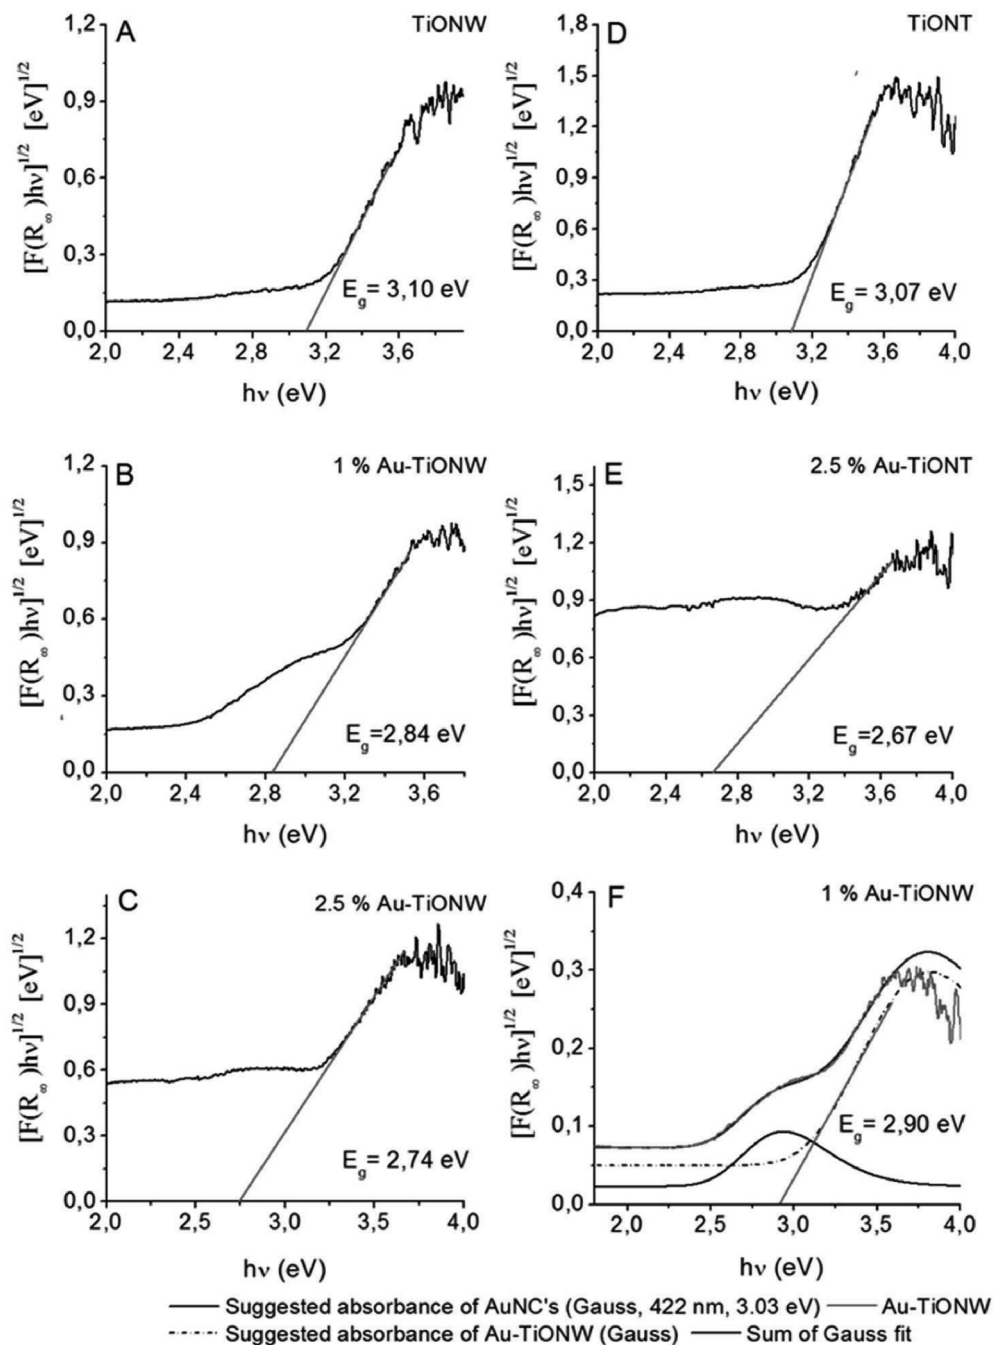 A TiONW
[F(R∞)hν]^1/2 [eV]^1/2
1,2
0,9
0,6
0,3
0,0
E_g = 3,10 eV
2,0 2,4 2,8 3,2 3,6
hν (eV)
D TiONT
[F(R∞)hν]^1/2 [eV]^1/2
1,8
1,5
1,2
0,9
0,6
0,3
0,0
E_g = 3,07 eV
2,0 2,4 2,8 3,2 3,6 4,0
hν (eV)
B 1 % Au-TiONW
[F(R∞)hν]^1/2 [eV]^1/2
1,2
0,9
0,6
0,3
0,0
E_g=2,84 eV
2,0 2,4 2,8 3,2 3,6
hν (eV)
E 2.5 % Au-TiONT
[F(R∞)hν]^1/2 [eV]^1/2
1,5
1,2
0,9
0,6
0,3
0,0
E_g=2,67 eV
2,0 2,4 2,8 3,2 3,6 4,0
hν (eV)
C 2.5 % Au-TiONW
[F(R∞)hν]^1/2 [eV]^1/2
1,2
0,9
0,6
0,3
0,0
E_g= 2,74 eV
2,0 2,5 3,0 3,5 4,0
hν (eV)
F 1 % Au-TiONW
[F(R∞)hν]^1/2 [eV]^1/2
0,4
0,3
0,2
0,1
0,0
E_g= 2,90 eV
2,0 2,5 3,0 3,5 4,0
hν (eV)
Suggested absorbance of AuNC's (Gauss, 422 nm, 3.03 eV) Au-TiONW
Suggested absorbance of Au-TiONW (Gauss) Sum of Gauss fit